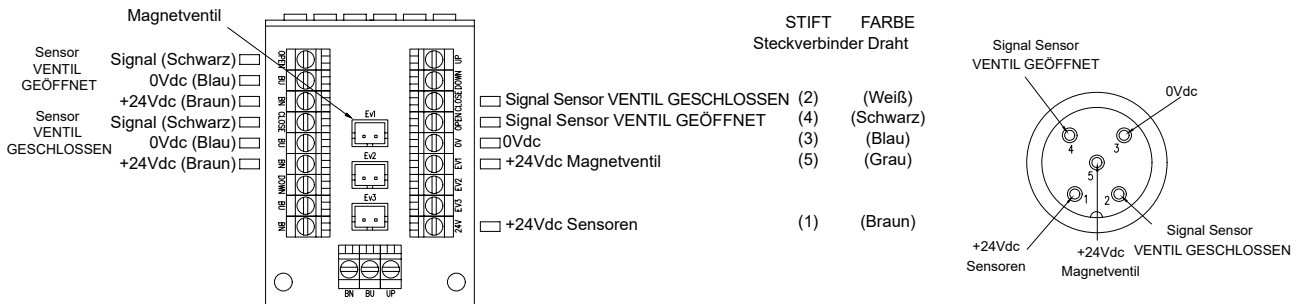 Magnetventil
Sensor
VENTIL
GEÖFFNET
Signal (Schwarz)
0Vdc (Blau)
+24Vdc (Braun)
Sensor
VENTIL
GESCHLOSSEN
Signal (Schwarz)
0Vdc (Blau)
+24Vdc (Braun)
OPEN
BU
BN
CLOSE
BU
BN
DOWN
BU
BN
Ev1
Ev2
Ev3
UP
DOWN
CLOSE
OPEN
0V
EV1
EV2
EV3
24V
BN BU UP
STIFT FARBE
Steckverbinder Draht
Signal Sensor VENTIL GESCHLOSSEN (2) (Weiß)
Signal Sensor VENTIL GEÖFFNET (4) (Schwarz)
0Vdc (3) (Blau)
+24Vdc Magnetventil (5) (Grau)
+24Vdc Sensoren (1) (Braun)
Signal Sensor
VENTIL GEÖFFNET
0Vdc
4 3
5
1 2
+24Vdc
Sensoren
+24Vdc
Magnetventil
Signal Sensor
VENTIL GESCHLOSSEN